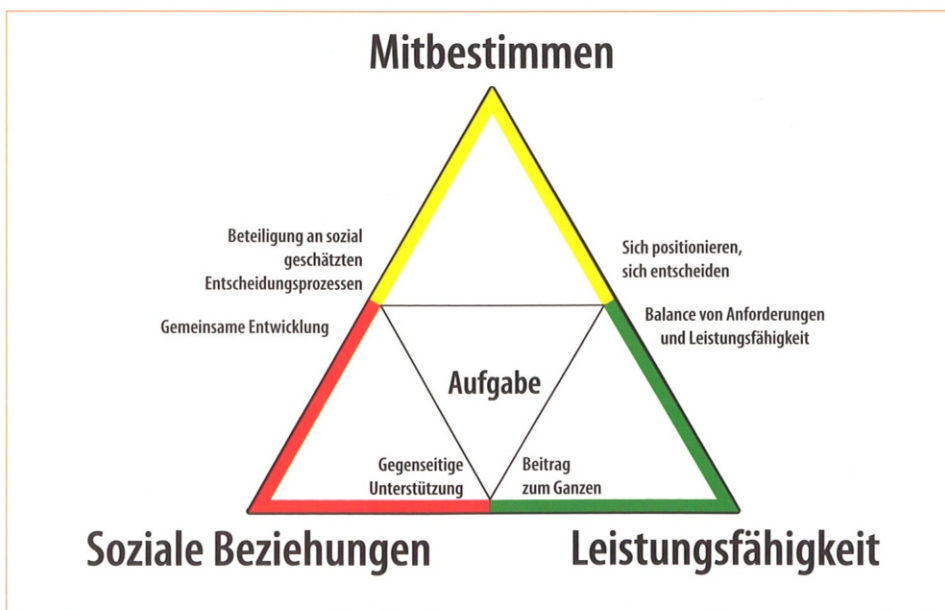 Mitbestimmen
Beteiligung an sozial
geschätzten
Entscheidungsprozessen
Sich positionieren,
sich entscheiden
Gemeinsame Entwicklung
Balance von Anforderungen
und Leistungsfähigkeit
Aufgabe
Gegenseitige
Unterstützung
Beitrag
zum Ganzen
Soziale Beziehungen
Leistungsfähigkeit